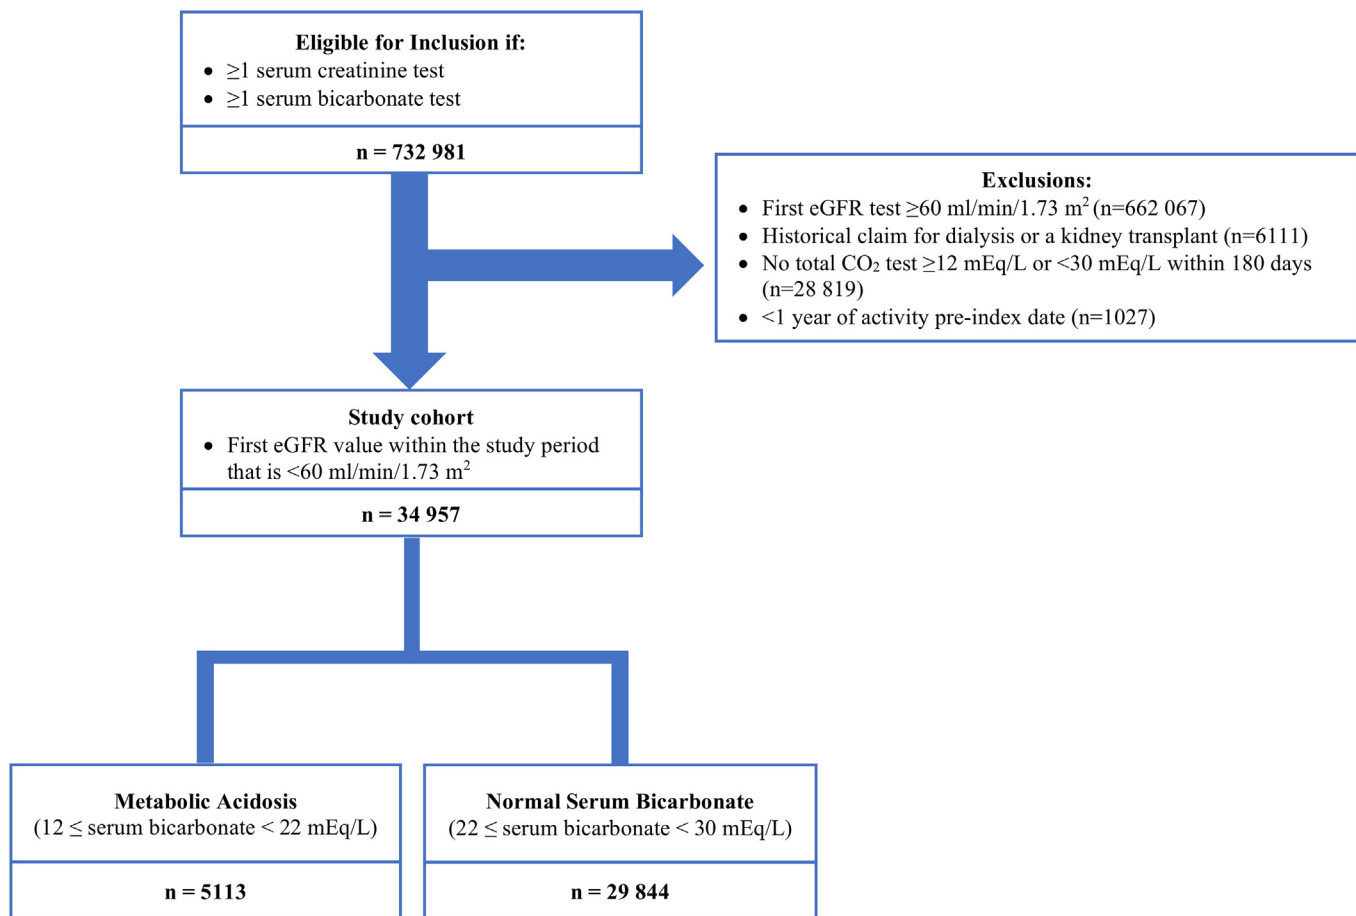 Eligible for Inclusion if:
• ≥1 serum creatinine test
• ≥1 serum bicarbonate test
n = 732 981
Exclusions:
• First eGFR test ≥60 ml/min/1.73 m² (n=662 067)
• Historical claim for dialysis or a kidney transplant (n=6111)
• No total CO₂ test ≥12 mEq/L or <30 mEq/L within 180 days
(n=28 819)
• <1 year of activity pre-index date (n=1027)
Study cohort
• First eGFR value within the study period
that is <60 ml/min/1.73 m²
n = 34 957
Metabolic Acidosis
(12 ≤ serum bicarbonate < 22 mEq/L)
n = 5113
Normal Serum Bicarbonate
(22 ≤ serum bicarbonate < 30 mEq/L)
n = 29 844